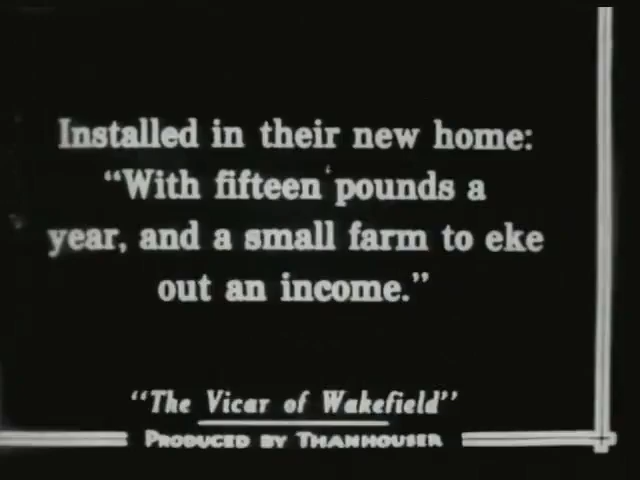 Installed in their new home:
"With fifteen pounds a
year, and a small farm to eke
out an income."
"The Vicar of Wakefield"
PRODUCED BY THANHOUSER